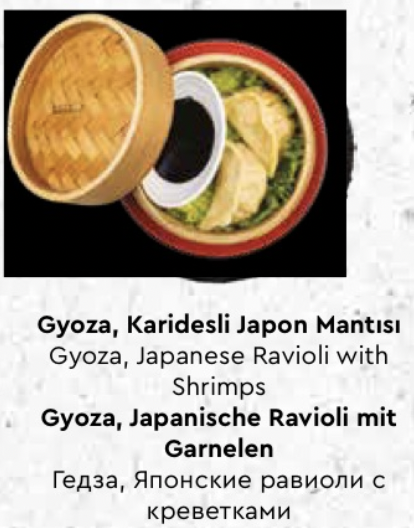 Gyoza, Karidesli Japon Mantısı
Gyoza, Japanese Ravioli with
Shrimps
Gyoza, Japanische Ravioli mit
Garnelen
Гедза, Японские равиоли с
креветками